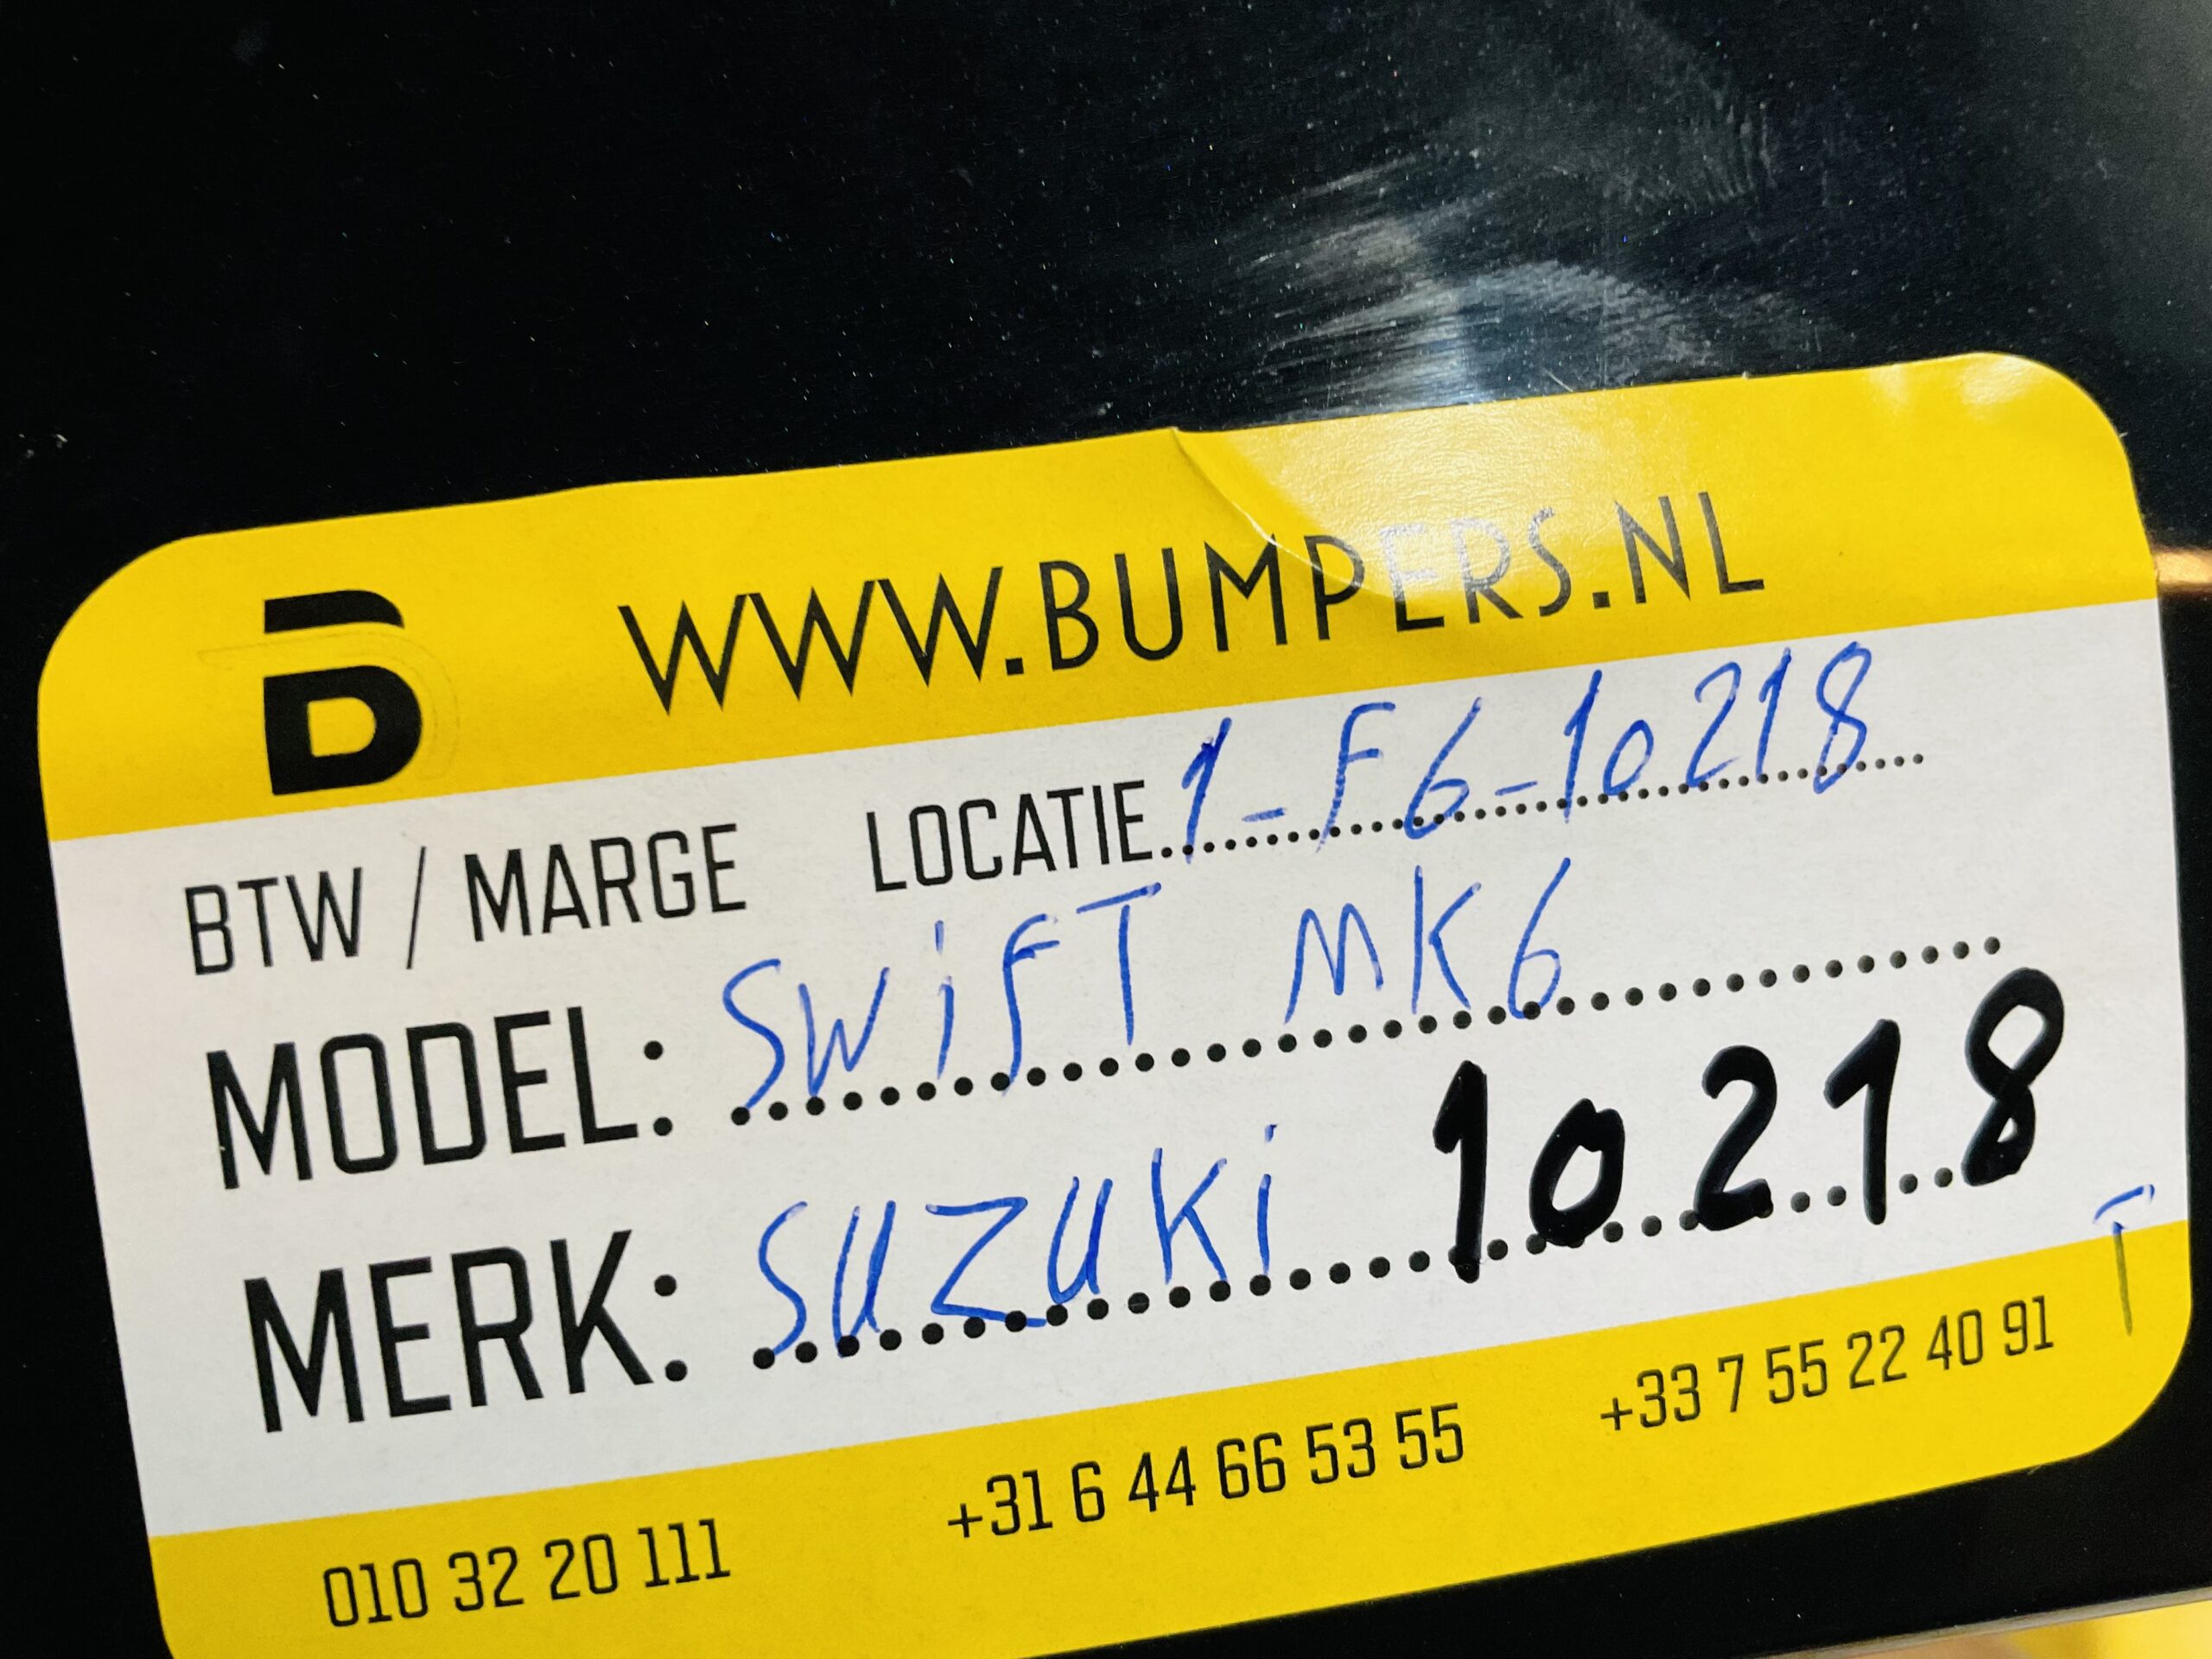 B WWW.BUMPERS.NL
BTW / MARGE LOCATIE 1-F6-10218
MODEL: SWiFT MK6
MERK: SUZUKi 10218
T
010 32 20 111 +31 6 44 66 53 55 +33 7 55 22 40 91